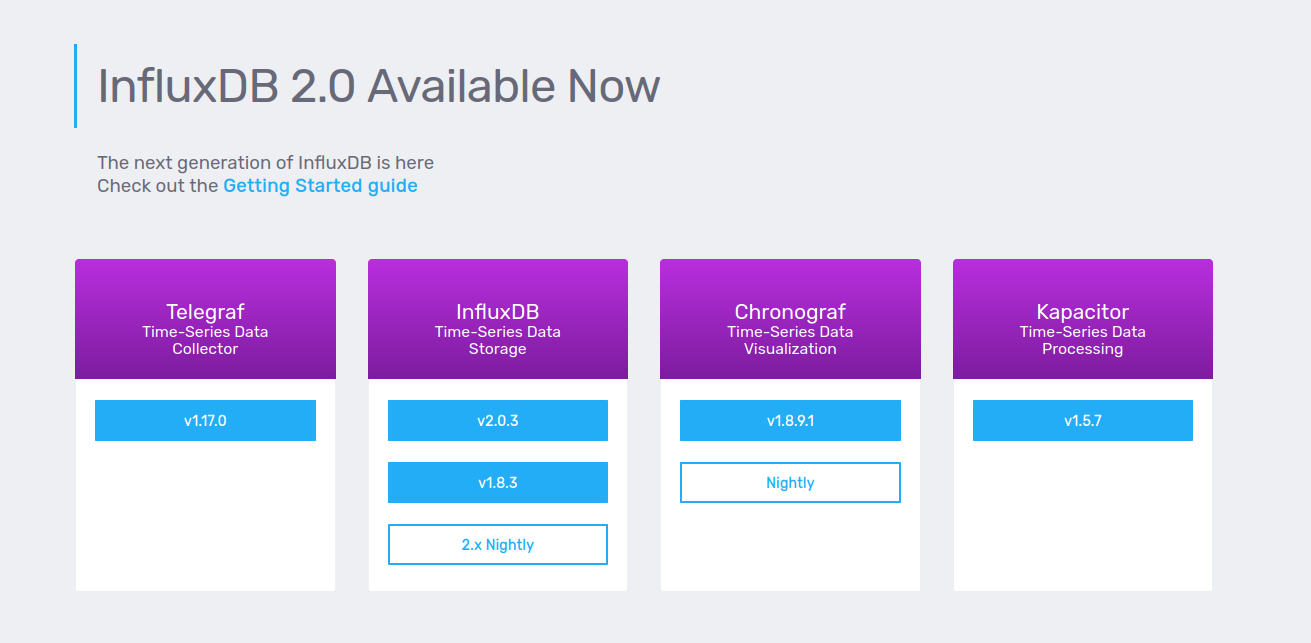 InfluxDB 2.0 Available Now
The next generation of InfluxDB is here
Check out the Getting Started guide
Telegraf
Time-Series Data
Collector
v1.17.0
InfluxDB
Time-Series Data
Storage
v2.0.3
v1.8.3
2.x Nightly
Chronograf
Time-Series Data
Visualization
v1.8.9.1
Nightly
Kapacitor
Time-Series Data
Processing
v1.5.7